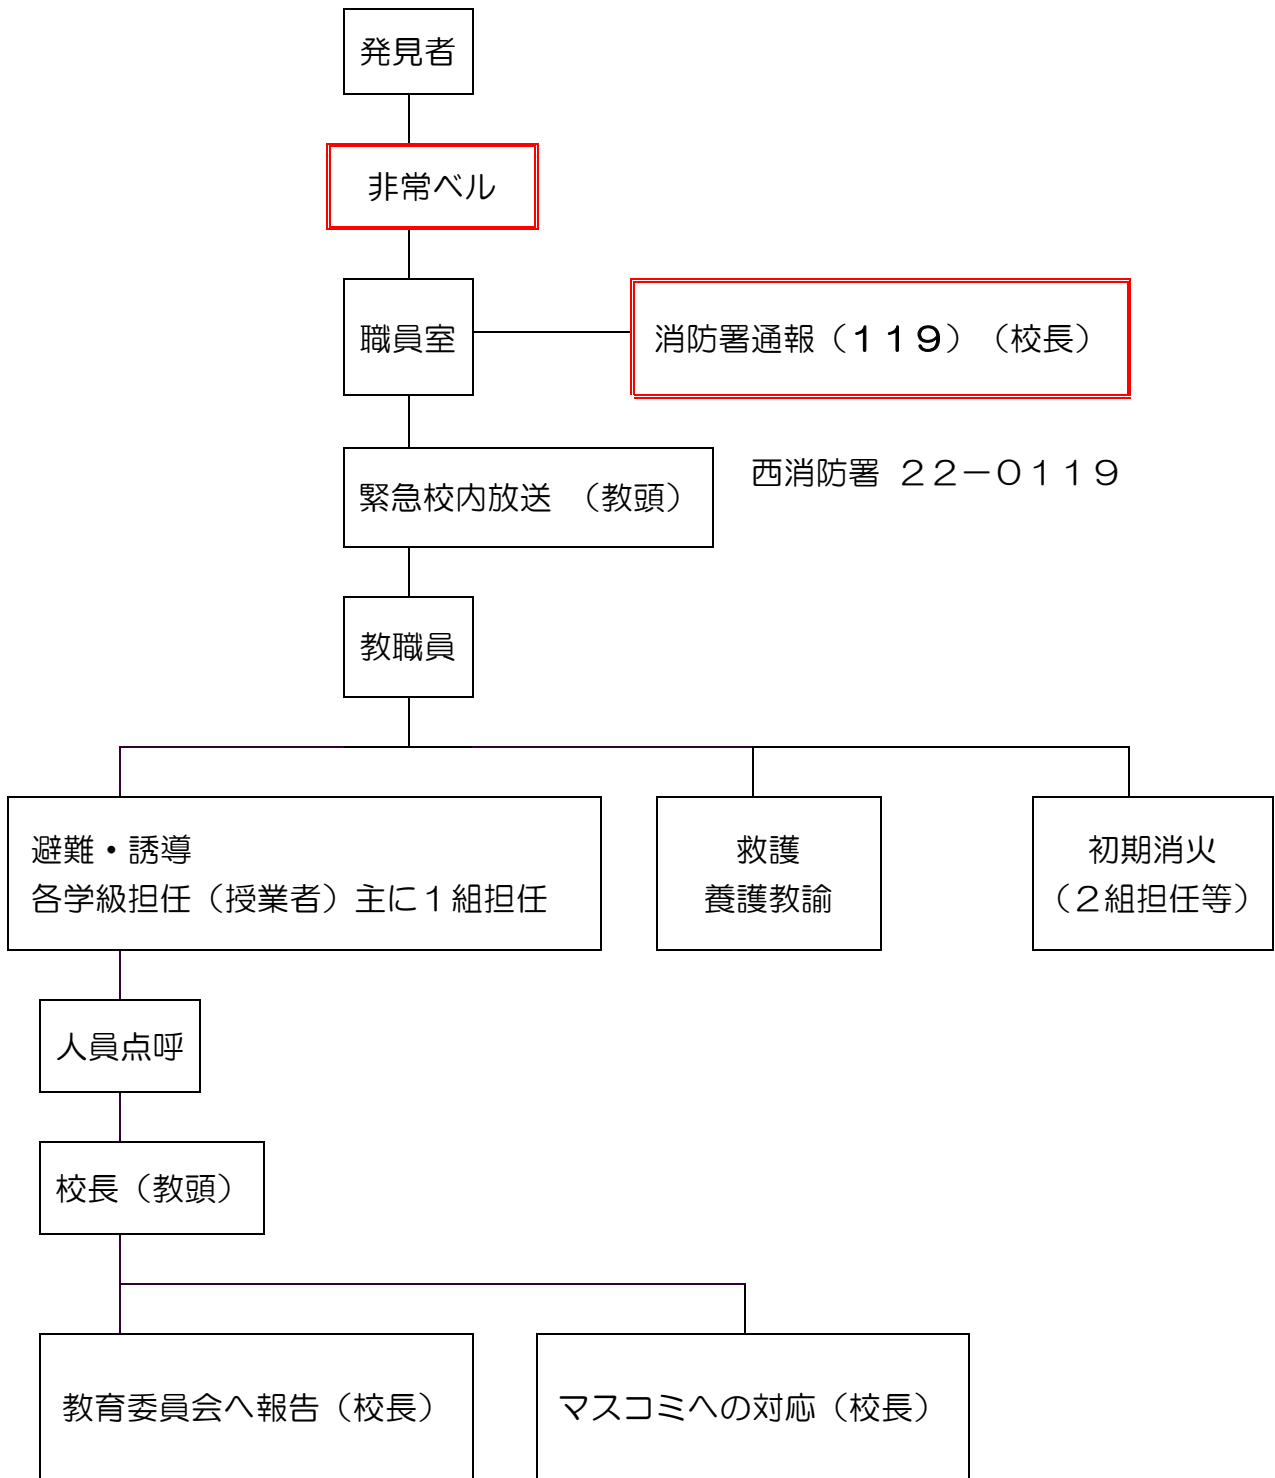 発見者
非常ベル
職員室
消防署通報（１１９）（校長）
緊急校内放送　（教頭）
西消防署　２２－０１１９
教職員
避難・誘導
各学級担任（授業者）主に１組担任
救護
養護教諭
初期消火
（２組担任等）
人員点呼
校長（教頭）
教育委員会へ報告（校長）
マスコミへの対応（校長）